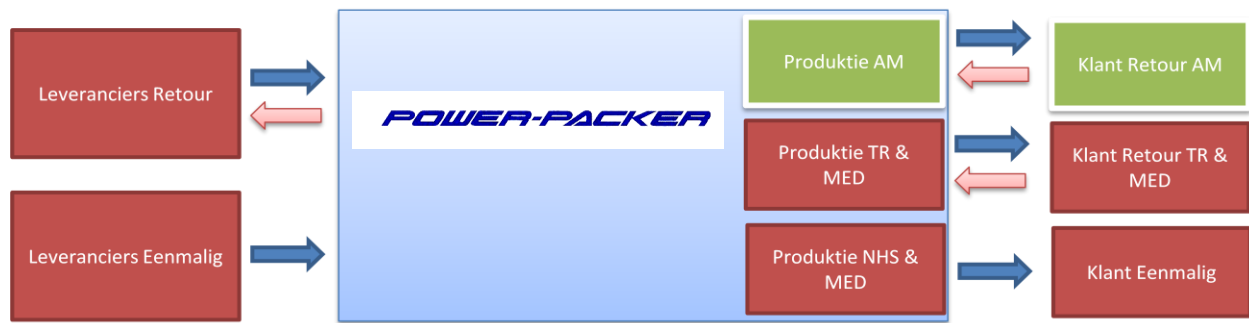 Leveranciers Retour
Leveranciers Eenmalig
POWER-PACKER
Produktie AM
Produktie TR &
MED
Produktie NHS &
MED
Klant Retour AM
Klant Retour TR &
MED
Klant Eenmalig